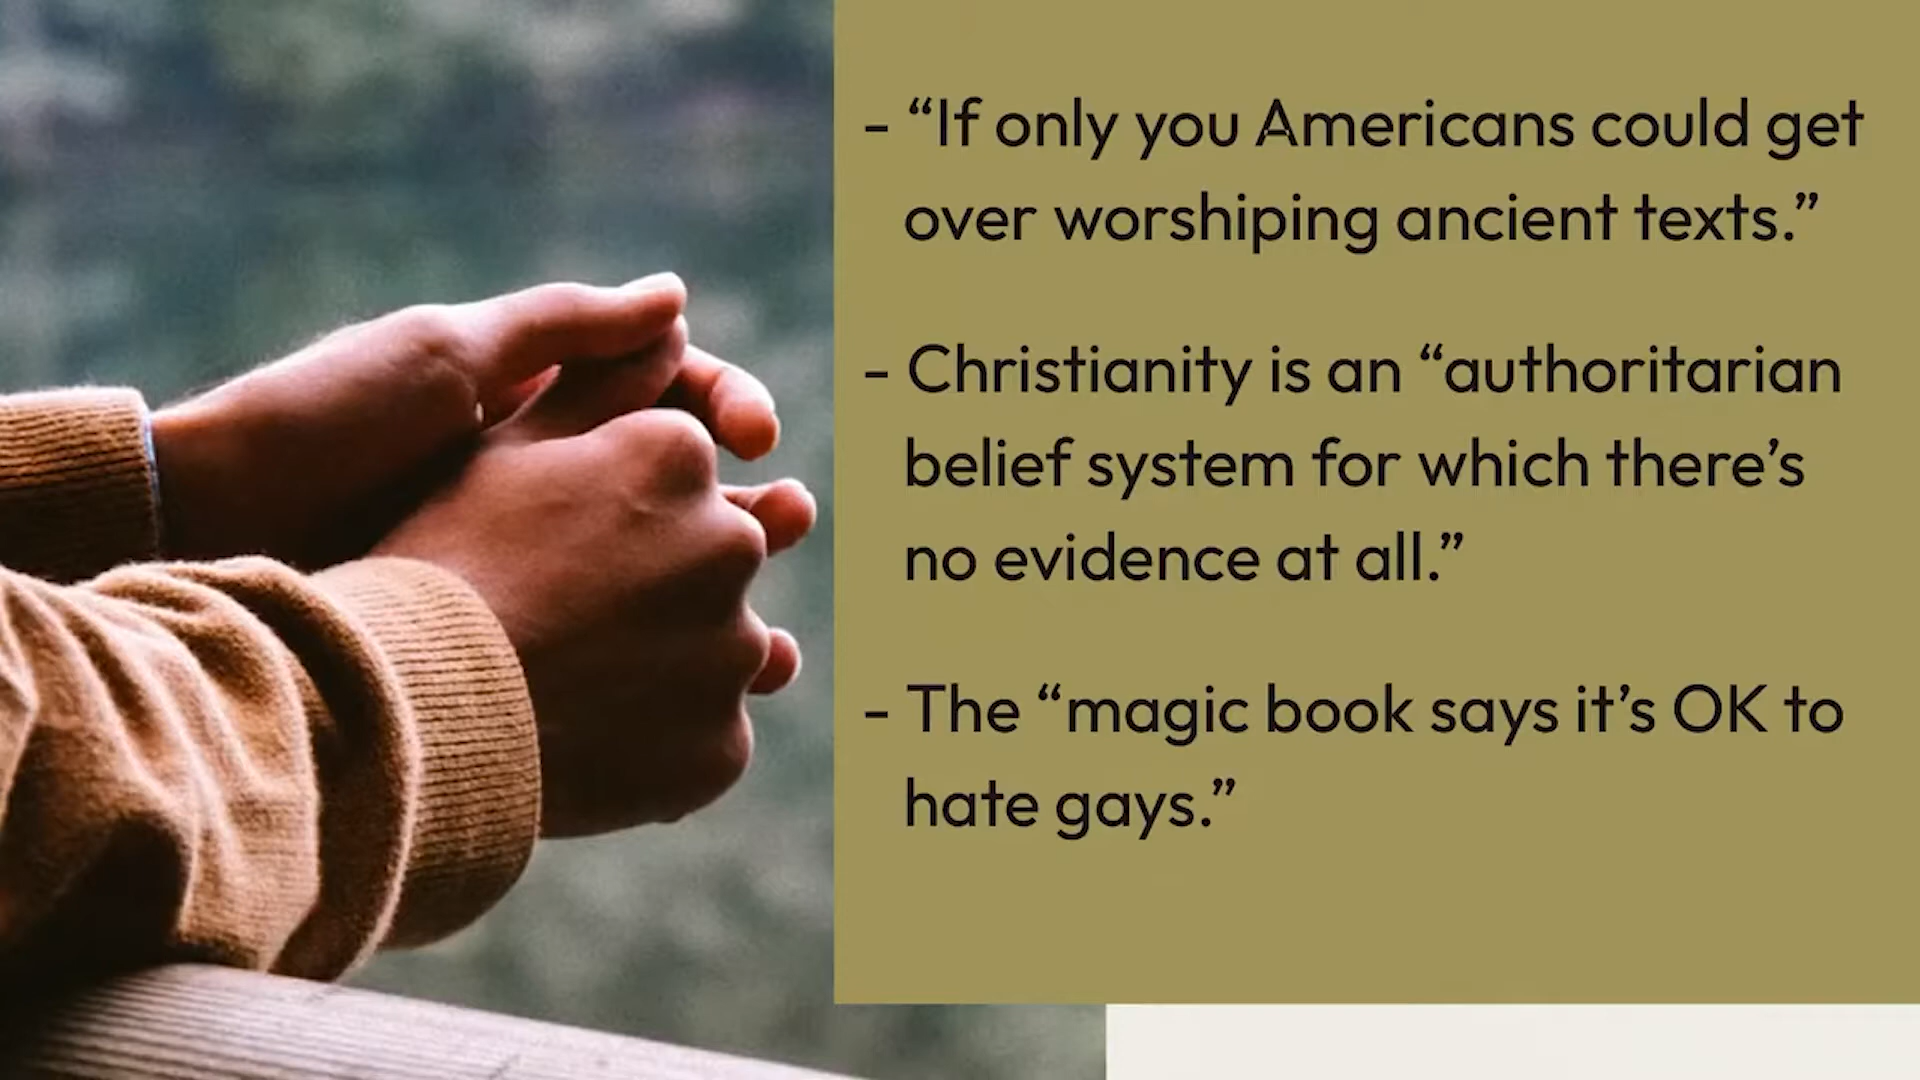 - “If only you Americans could get
over worshiping ancient texts.”
- Christianity is an “authoritarian
belief system for which there’s
no evidence at all.”
- The “magic book says it’s OK to
hate gays.”